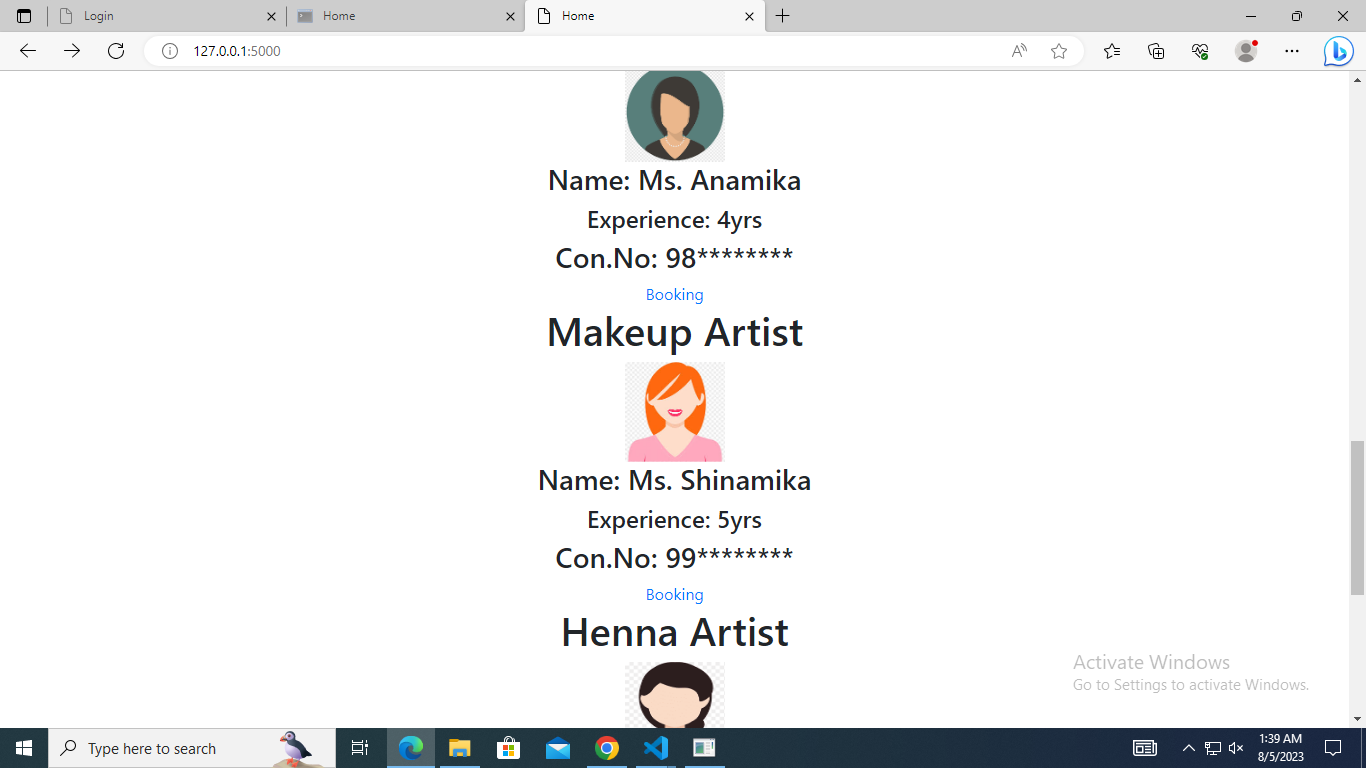 Login
Home
Home
127.0.0.1:5000
Name: Ms. Anamika
Experience: 4yrs
Con.No: 98********
Booking
Makeup Artist
Name: Ms. Shinamika
Experience: 5yrs
Con.No: 99********
Booking
Henna Artist
Activate Windows
Go to Settings to activate Windows.
Type here to search
1:39 AM
8/5/2023